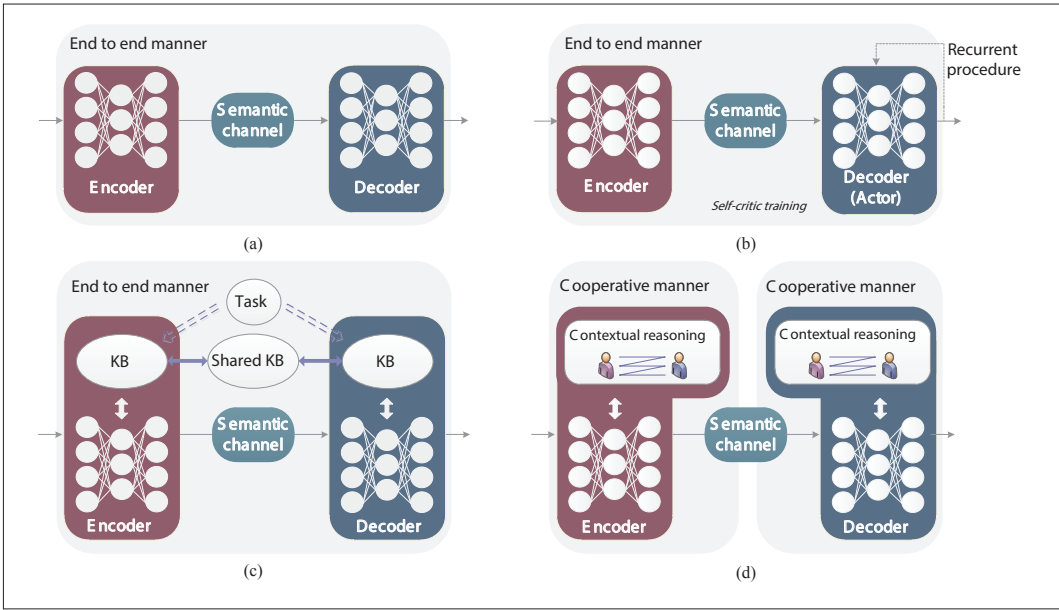 End to end manner
Semantic
channel
Encoder
Decoder
(a)
End to end manner
Recurrent
procedure
Semantic
channel
Encoder
Decoder
(Actor)
Self-critic training
(b)
End to end manner
Task
KB
Shared KB
KB
Semantic
channel
Encoder
Decoder
(c)
Cooperative manner
Cooperative manner
Contextual reasoning
Contextual reasoning
Semantic
channel
Encoder
Decoder
(d)